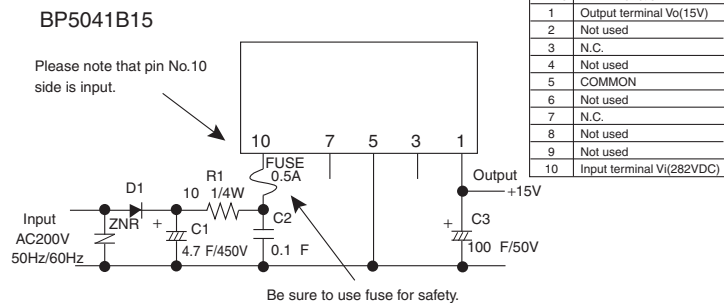 BP5041B15
Please note that pin No.10
side is input.
10 7 5 3 1
FUSE
0.5A
R1
10 1/4W
D1
ZNR
+
C1
4.7 F/450V
C2
0.1 F
Input
AC200V
50Hz/60Hz
Output
+15V
+
C3
100 F/50V
Be sure to use fuse for safety.
1 Output terminal Vo(15V)
2 Not used
3 N.C.
4 Not used
5 COMMON
6 Not used
7 N.C.
8 Not used
9 Not used
10 Input terminal Vi(282VDC)